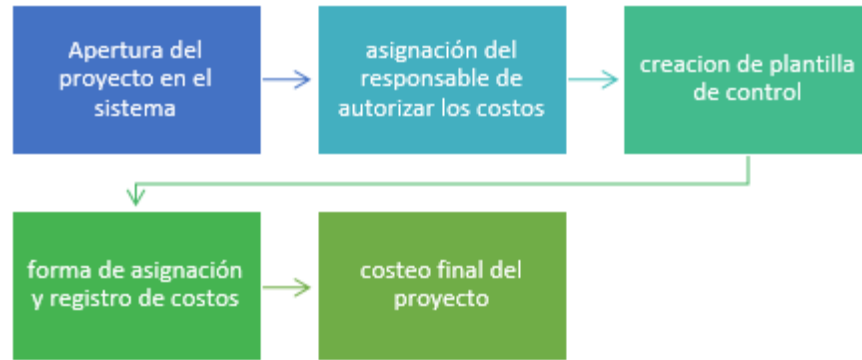 Apertura del
proyecto en el
sistema
asignación del
responsable de
autorizar los costos
creacion de plantilla
de control
forma de asignación
y registro de costos
costeo final del
proyecto